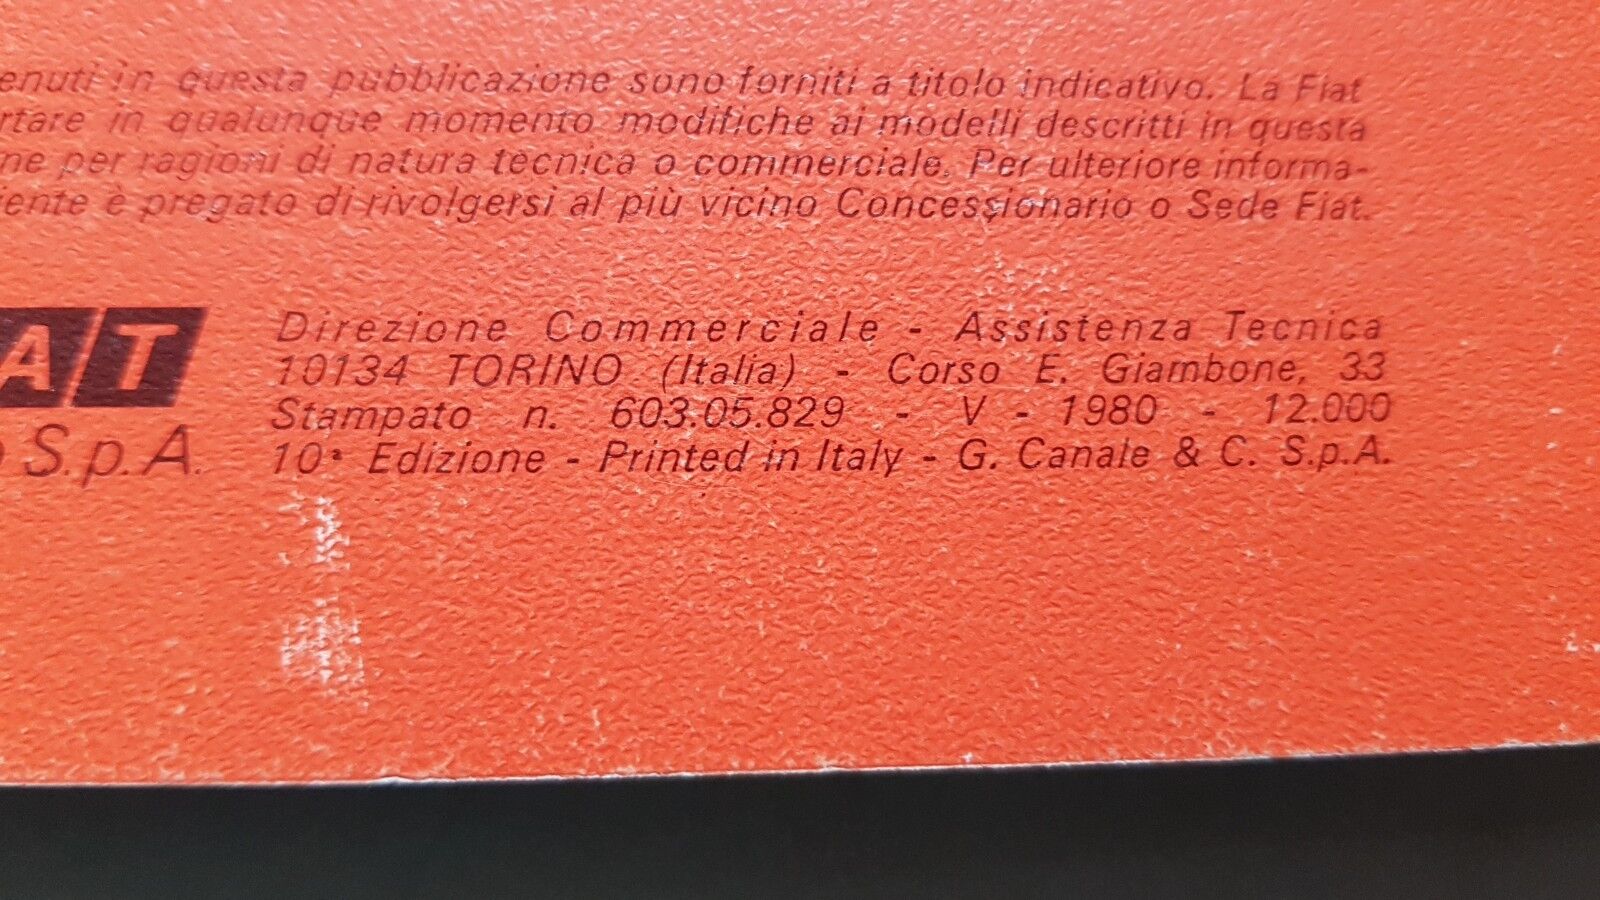 enuti in questa pubblicazione sono forniti a titolo indicativo. La Fiat
rtare in qualunque momento modifiche ai modelli descritti in questa
ne per ragioni di natura tecnica o commerciale. Per ulteriore informa-
iente è pregato di rivolgersi al più vicino Concessionario o Sede Fiat.
AT
S.p.A.
Direzione Commerciale - Assistenza Tecnica
10134 TORINO (Italia) - Corso E. Giambone, 33
Stampato n. 603.05.829 - V - 1980 - 12.000
10ª Edizione - Printed in Italy - G. Canale & C. S.p.A.